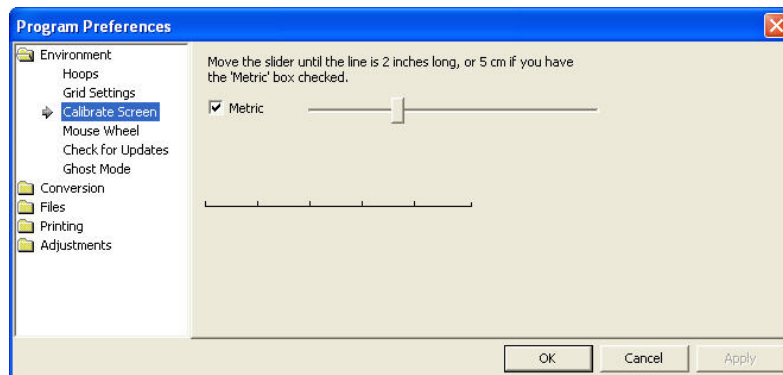 Program Preferences
Environment
Hoops
Grid Settings
Calibrate Screen
Mouse Wheel
Check for Updates
Ghost Mode
Conversion
Files
Printing
Adjustments
Move the slider until the line is 2 inches long, or 5 cm if you have
the 'Metric' box checked.
Metric
OK
Cancel
Apply